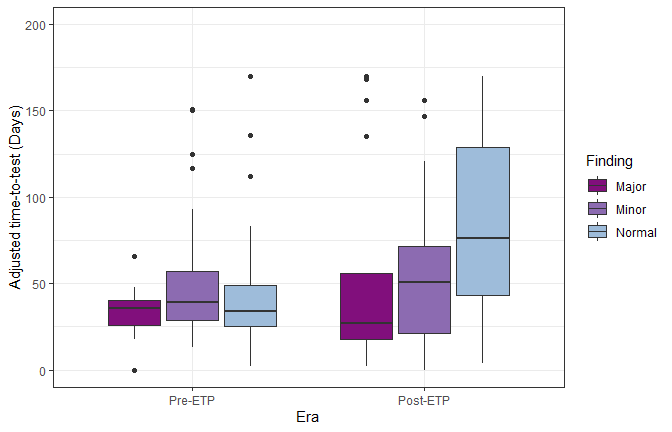 Adjusted time-to-test (Days)
200
150
100
50
0
Pre-ETP
Post-ETP
Era
Finding
Major
Minor
Normal